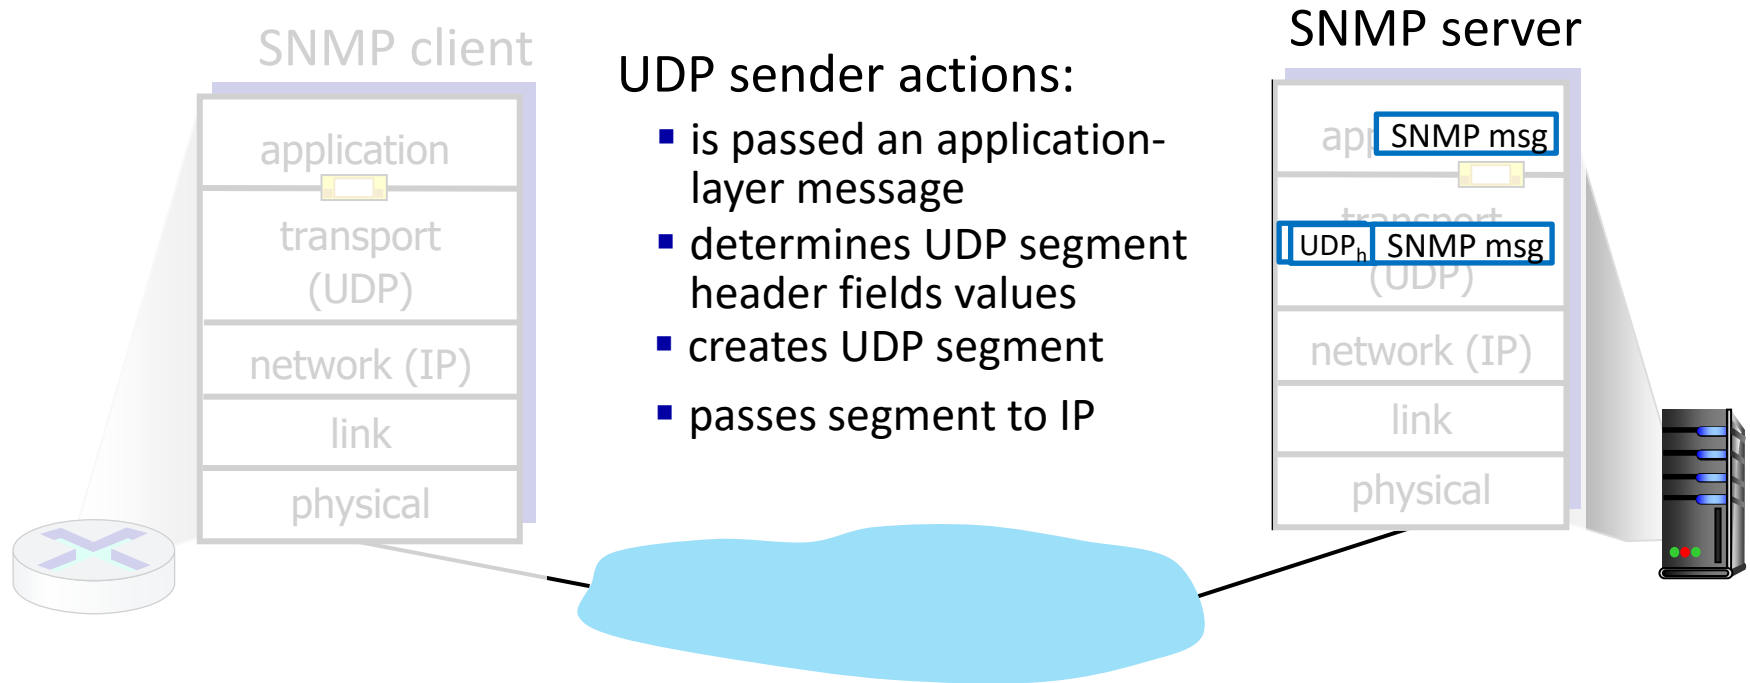 SNMP client
application
transport
(UDP)
network (IP)
link
physical
UDP sender actions:
▪ is passed an application-
layer message
▪ determines UDP segment
header fields values
▪ creates UDP segment
▪ passes segment to IP
SNMP server
SNMP msg
transport
UDPh SNMP msg
(UDP)
network (IP)
link
physical